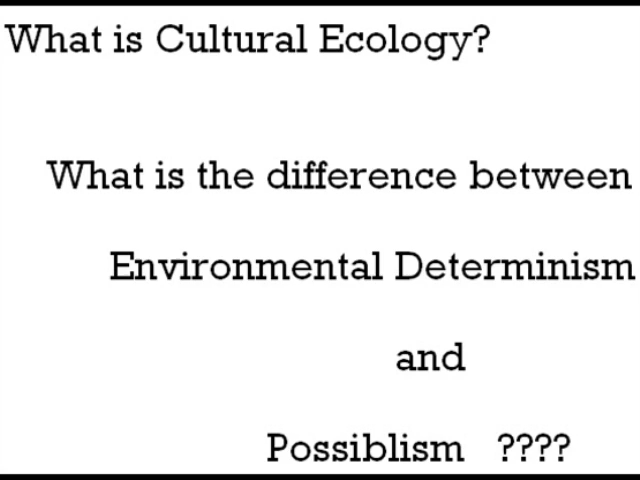 What is Cultural Ecology?
What is the difference between
Environmental Determinism
and
Possiblism ????